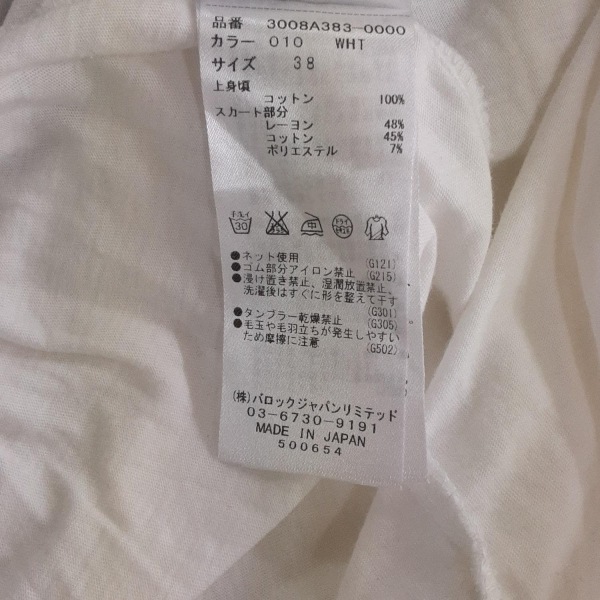 品番 3008A383-0000
カラー 010 WHT
サイズ 38
上身頃
コットン 100%
スカート部分
レーヨン 48%
コットン 45%
ポリエステル 7%
30
ドライ
●ネット使用 (G121)
●ゴム部分アイロン禁止 (G215)
●浸け置き禁止、湿潤放置禁止、
洗濯後はすぐに形を整えて干す
(G301)
●タンブラー乾燥禁止 (G305)
●毛玉や毛羽立ちが発生しやすい
ため摩擦に注意 (G502)
(株)バロックジャパンリミテッド
03-6730-9191
MADE IN JAPAN
500654